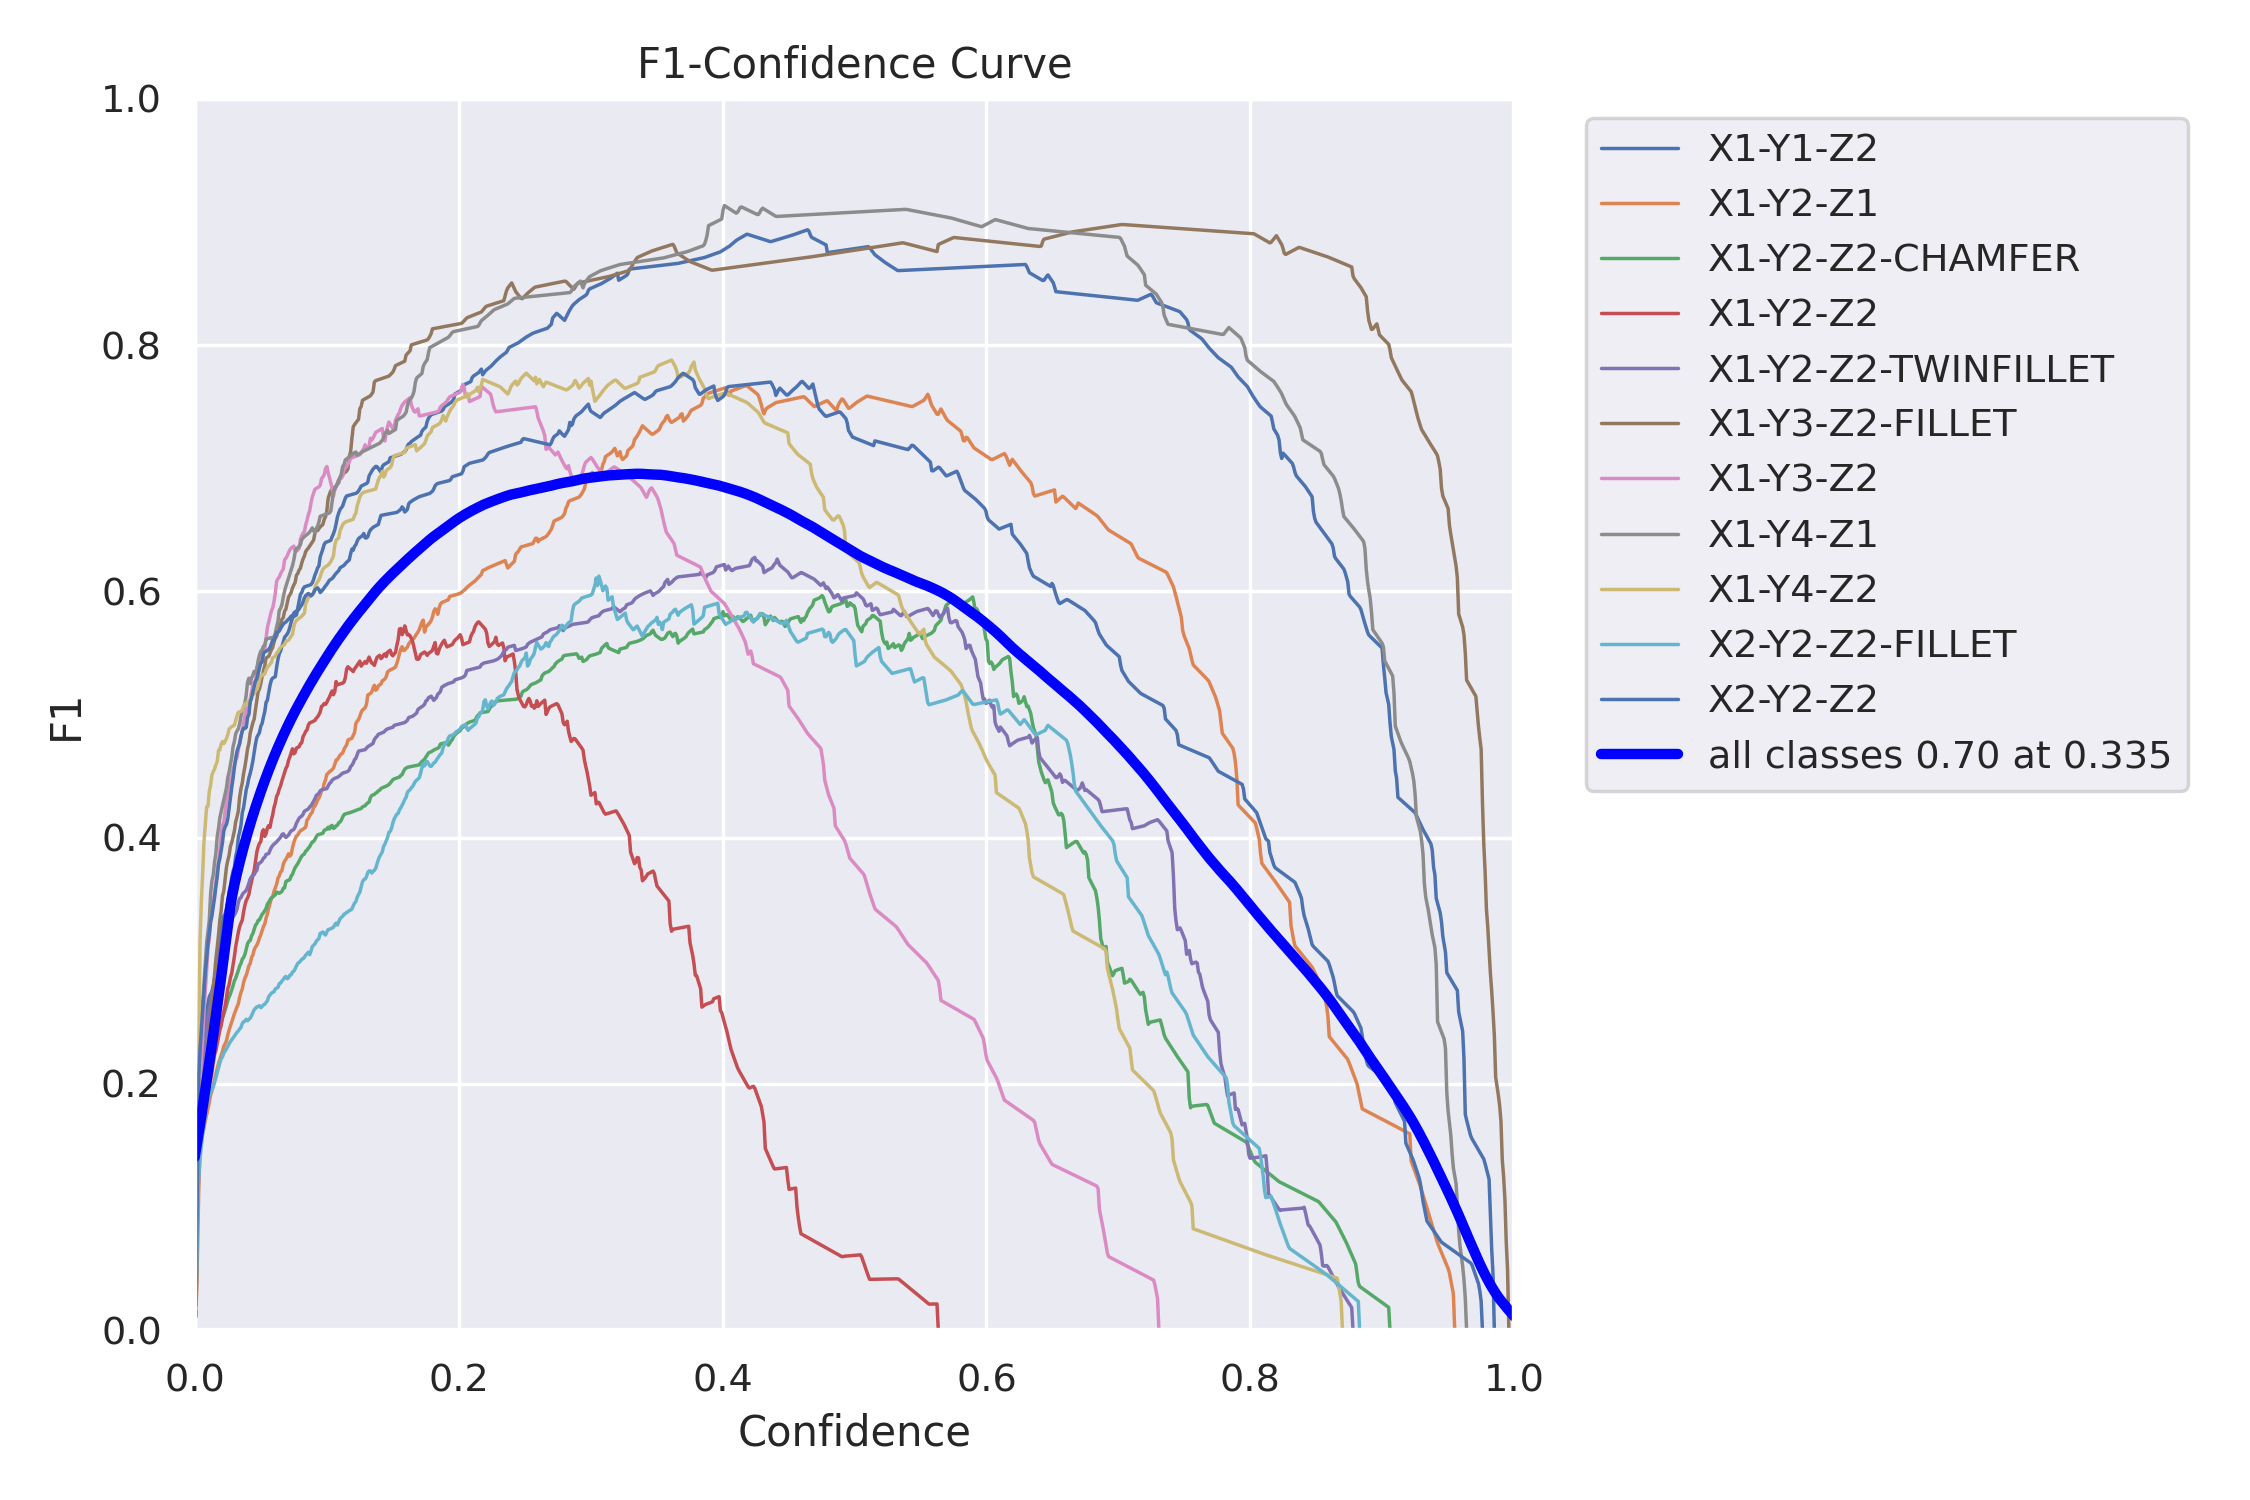 F1-Confidence Curve
1.0
0.8
0.6
0.4
0.2
0.0
F1
0.0 0.2 0.4 0.6 0.8 1.0
Confidence
X1-Y1-Z2
X1-Y2-Z1
X1-Y2-Z2-CHAMFER
X1-Y2-Z2
X1-Y2-Z2-TWINFILLET
X1-Y3-Z2-FILLET
X1-Y3-Z2
X1-Y4-Z1
X1-Y4-Z2
X2-Y2-Z2-FILLET
X2-Y2-Z2
all classes 0.70 at 0.335